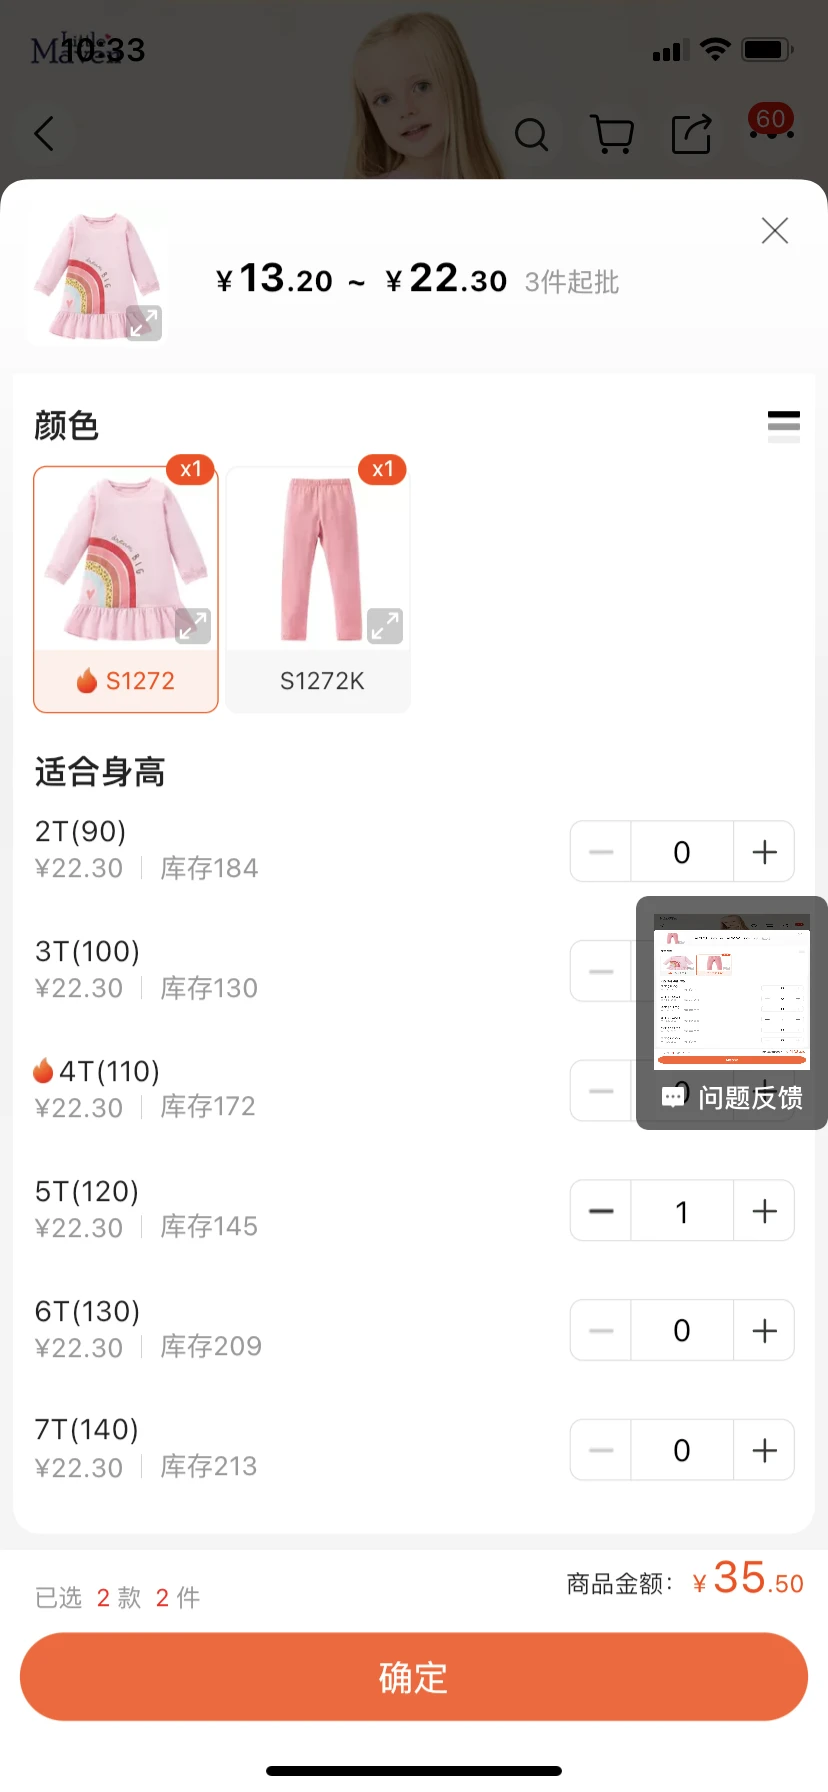 Little
Maven
10:33
60
¥13.20 ~ ¥22.30 3件起批
颜色
x1
x1
dream BIG
S1272
S1272K
适合身高
2T(90)
¥22.30 库存184
0
3T(100)
¥22.30 库存130
4T(110)
¥22.30 库存172
0
问题反馈
5T(120)
¥22.30 库存145
1
6T(130)
¥22.30 库存209
0
7T(140)
¥22.30 库存213
0
已选 2 款 2 件
商品金额: ¥35.50
确定